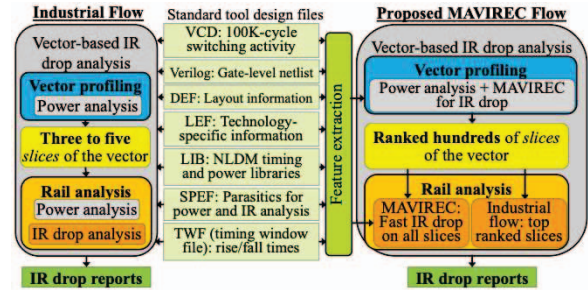 Industrial Flow
Vector-based IR
drop analysis
Vector profiling
Power analysis
Three to five
slices of the vector
Rail analysis
Power analysis
IR drop analysis
IR drop reports
Standard tool design files
VCD: 100K-cycle
switching activity
Verilog: Gate-level netlist
DEF: Layout information
LEF: Technology-
specific information
LIB: NLDM timing
and power libraries
SPEF: Parasitics for
power and IR analysis
TWF (timing window
file): rise/fall times
Feature extraction
Proposed MAVIREC Flow
Vector-based IR drop analysis
Vector profiling
Power analysis + MAVIREC
for IR drop
Ranked hundreds of slices
of the vector
Rail analysis
MAVIREC:
Fast IR drop
on all slices
Industrial
flow: top
ranked slices
IR drop reports